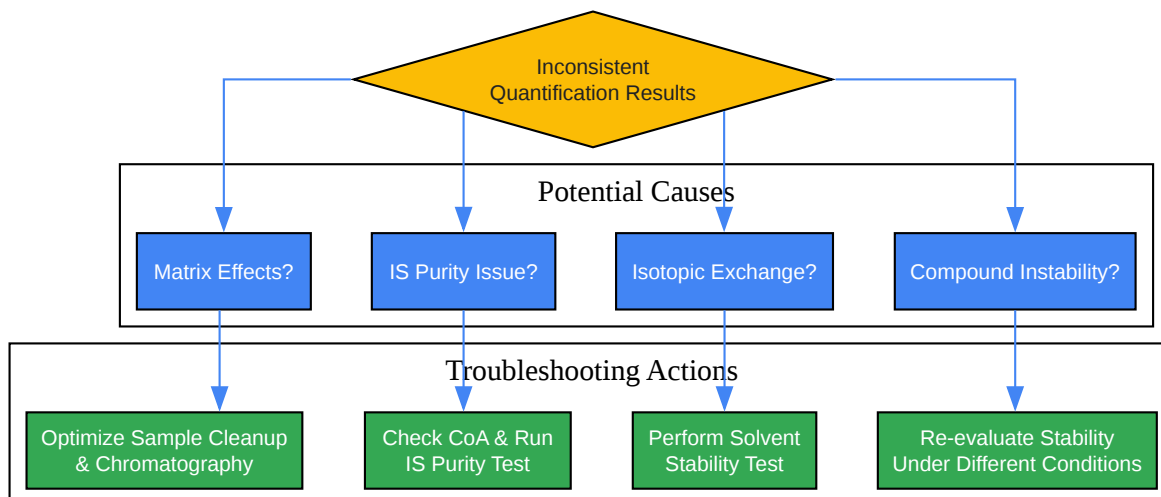 Inconsistent
Quantification Results
Potential Causes
Matrix Effects?
IS Purity Issue?
Isotopic Exchange?
Compound Instability?
Troubleshooting Actions
Optimize Sample Cleanup
& Chromatography
Check CoA & Run
IS Purity Test
Perform Solvent
Stability Test
Re-evaluate Stability
Under Different Conditions